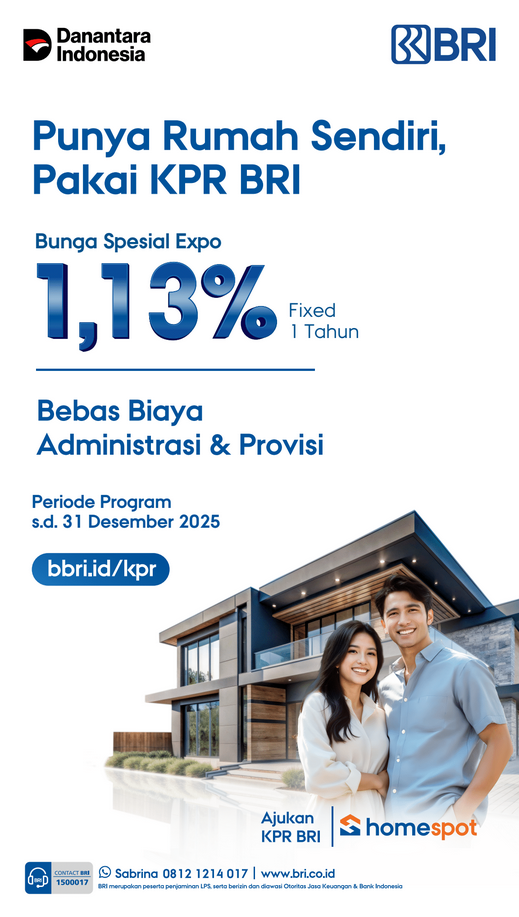 Danantara
Indonesia
BRI
Punya Rumah Sendiri,
Pakai KPR BRI
Bunga Spesial Expo
1,13%
Fixed
1 Tahun
Bebas Biaya
Administrasi & Provisi
Periode Program
s.d. 31 Desember 2025
bbri.id/kpr
Ajukan
KPR BRI
homespot
BRI
CONTACT BRI
1500017
Sabrina 0812 1214 017 | www.bri.co.id
BRI merupakan peserta penjaminan LPS, serta berizin dan diawasi Otoritas Jasa Keuangan & Bank Indonesia